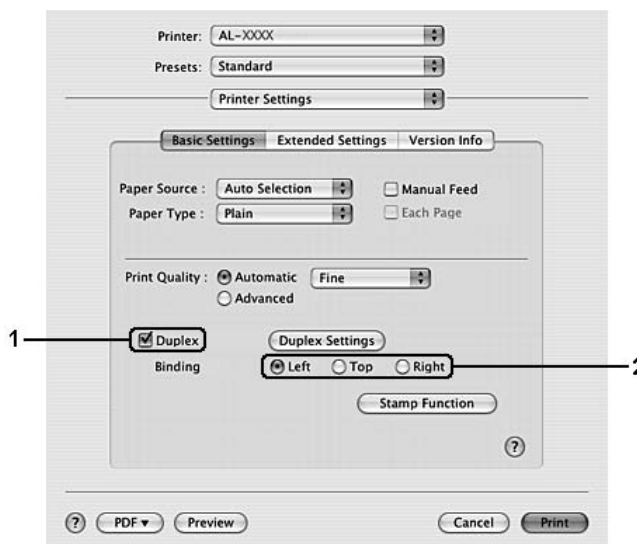 Printer: AL-XXXX
Presets: Standard
Printer Settings
Basic Settings Extended Settings Version Info
Paper Source : Auto Selection Manual Feed
Paper Type : Plain Each Page
Print Quality : Automatic Fine
Advanced
1 Duplex Duplex Settings
Binding Left Top Right 2
Stamp Function
?
? PDF▼ Preview Cancel Print